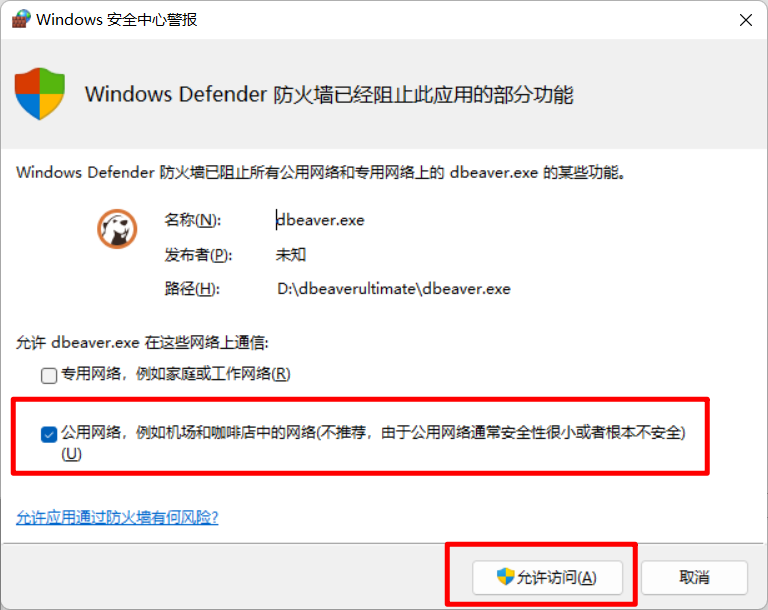 Windows 安全中心警报
Windows Defender 防火墙已经阻止此应用的部分功能
Windows Defender 防火墙已阻止所有公用网络和专用网络上的 dbeaver.exe 的某些功能。
名称(N): dbeaver.exe
发布者(P): 未知
路径(H): D:\dbeaverultimate\dbeaver.exe
允许 dbeaver.exe 在这些网络上通信:
专用网络，例如家庭或工作网络(R)
公用网络，例如机场和咖啡店中的网络(不推荐，由于公用网络通常安全性很小或者根本不安全)
(U)
允许应用通过防火墙有何风险?
允许访问(A) 取消